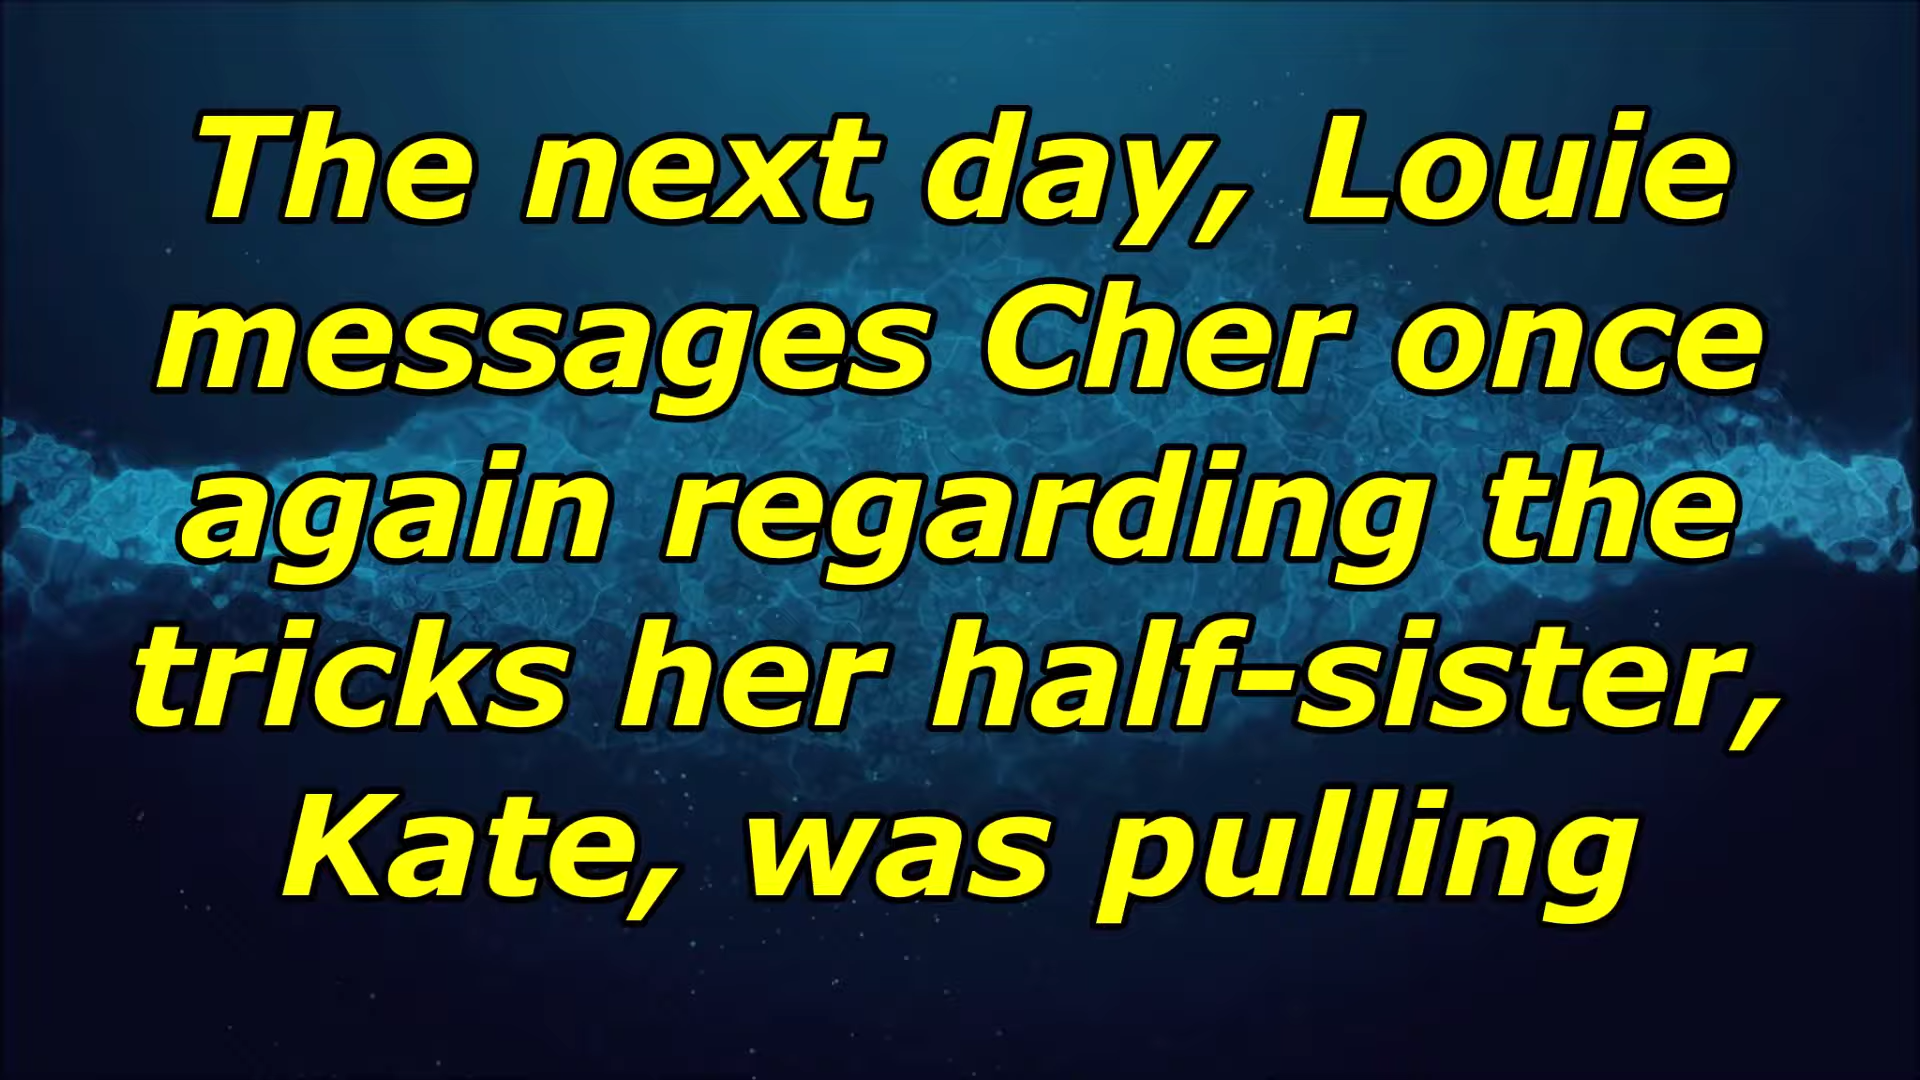 The next day, Louie
messages Cher once
again regarding the
tricks her half-sister,
Kate, was pulling